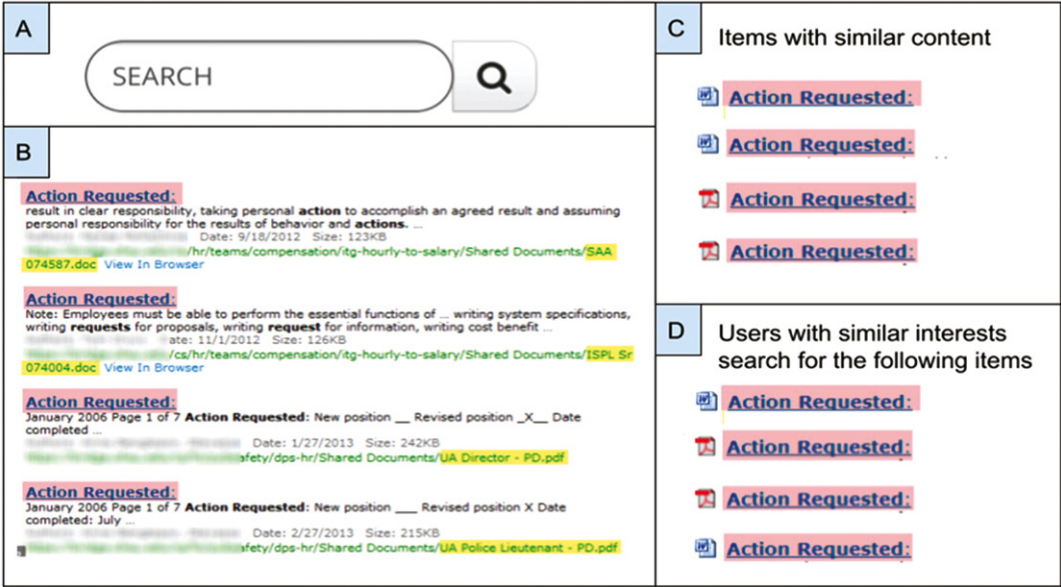 A
SEARCH
B
Action Requested:
result in clear responsibility, taking personal action to accomplish an agreed result and assuming
personal responsibility for the results of behavior and actions. ...
Date: 9/18/2012 Size: 123KB
/hr/teams/compensation/itg-hourly-to-salary/Shared Documents/SAA
074587.doc View In Browser
Action Requested:
Note: Employees must be able to perform the essential functions of ... writing system specifications,
writing requests for proposals, writing request for information, writing cost benefit ...
ate: 11/1/2012 Size: 126KB
/cs/hr/teams/compensation/itg-hourly-to-salary/Shared Documents/ISPL Sr
074004.doc View In Browser
Action Requested:
January 2006 Page 1 of 7 Action Requested: New position __ Revised position _X__ Date
completed ...
Date: 1/27/2013 Size: 242KB
afety/dps-hr/Shared Documents/UA Director - PD.pdf
Action Requested:
January 2006 Page 1 of 7 Action Requested: New position ___ Revised position X Date
completed: July ...
Date: 2/27/2013 Size: 215KB
afety/dps-hr/Shared Documents/UA Police Lieutenant - PD.pdf
C
Items with similar content
Action Requested:
Action Requested:
Action Requested:
Action Requested:
D
Users with similar interests
search for the following items
Action Requested:
Action Requested:
Action Requested:
Action Requested: